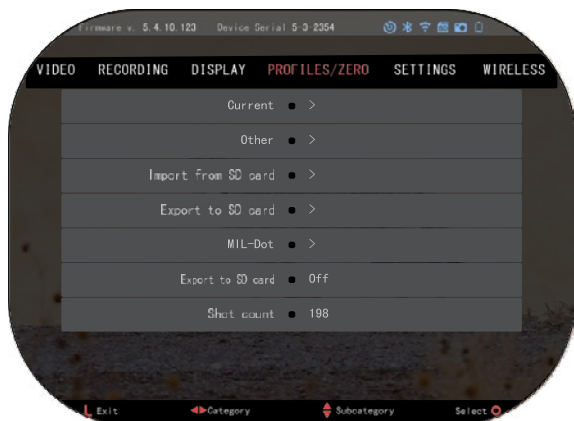 Firmware v. 5.4.10.123 Device Serial 5-3-2354
VIDEO RECORDING DISPLAY PROFILES/ZERO SETTINGS WIRELESS
Current >
Other >
Import from SD card >
Export to SD card >
MIL-Dot >
Export to SD card Off
Shot count 198
L Exit Category Subcategory Select